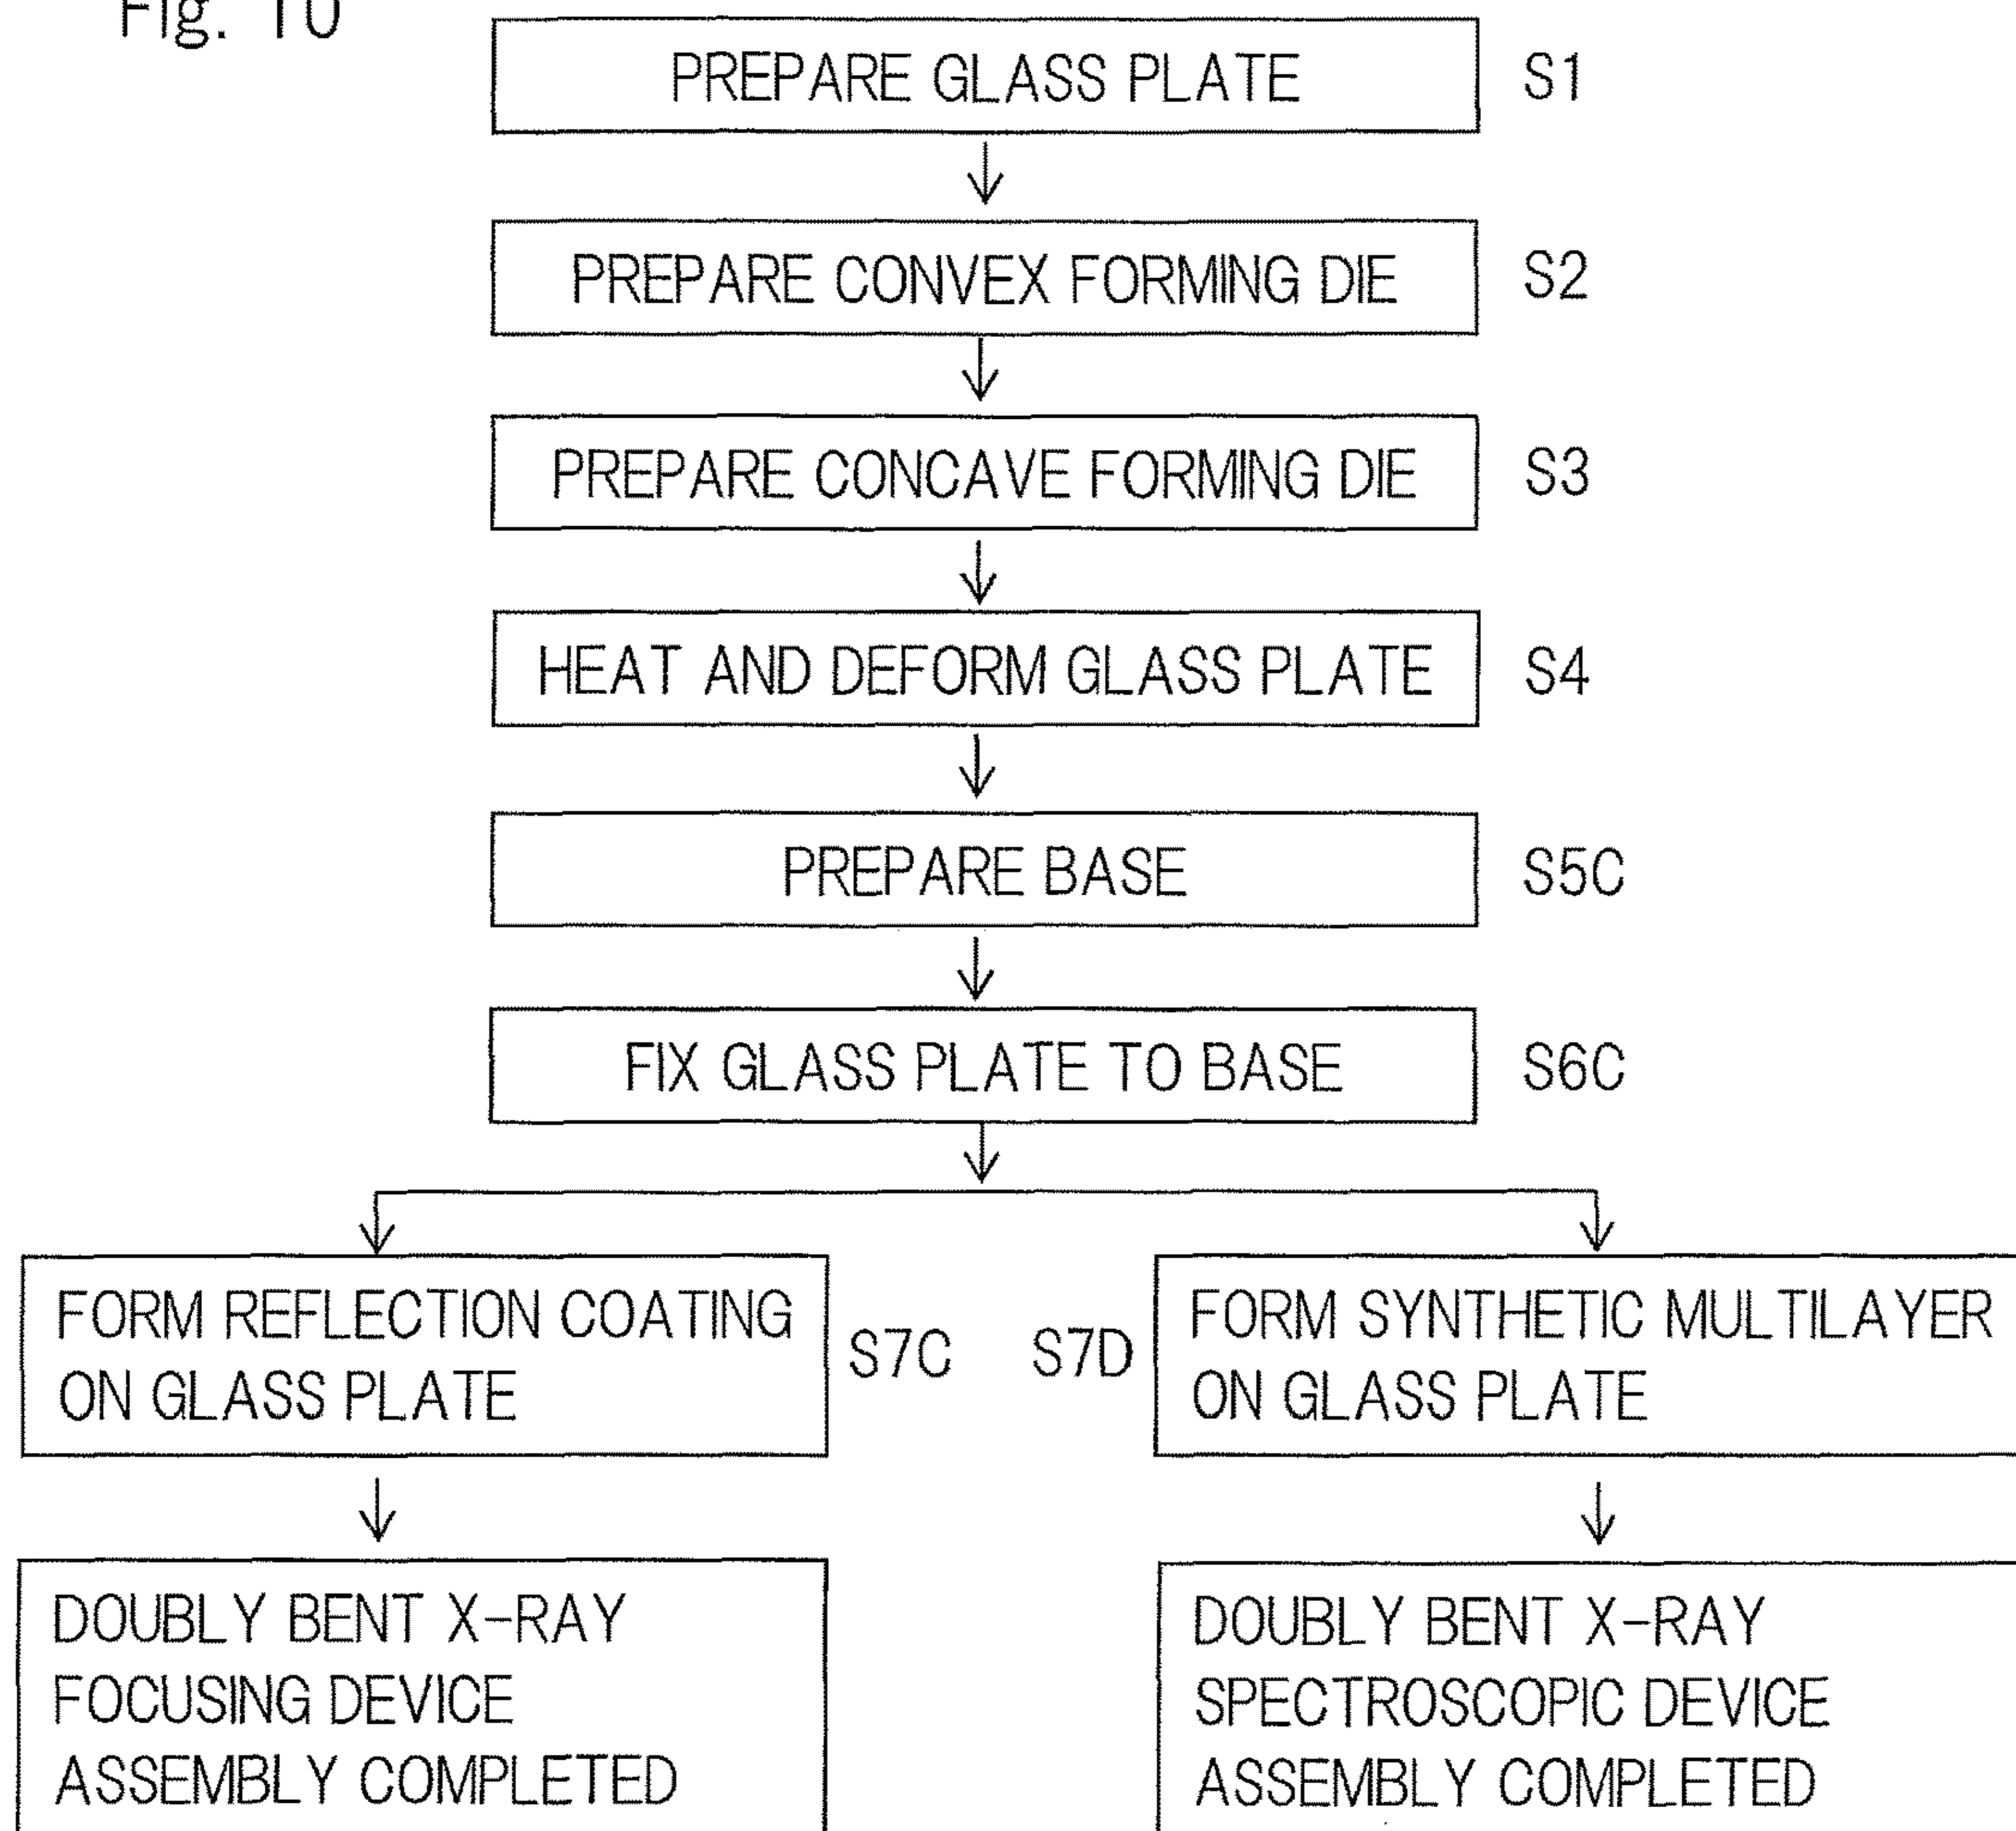 Fig. 10
PREPARE GLASS PLATE S1
PREPARE CONVEX FORMING DIE S2
PREPARE CONCAVE FORMING DIE S3
HEAT AND DEFORM GLASS PLATE S4
PREPARE BASE S5C
FIX GLASS PLATE TO BASE S6C
FORM REFLECTION COATING
ON GLASS PLATE
S7C
S7D
FORM SYNTHETIC MULTILAYER
ON GLASS PLATE
DOUBLY BENT X-RAY
FOCUSING DEVICE
ASSEMBLY COMPLETED
DOUBLY BENT X-RAY
SPECTROSCOPIC DEVICE
ASSEMBLY COMPLETED